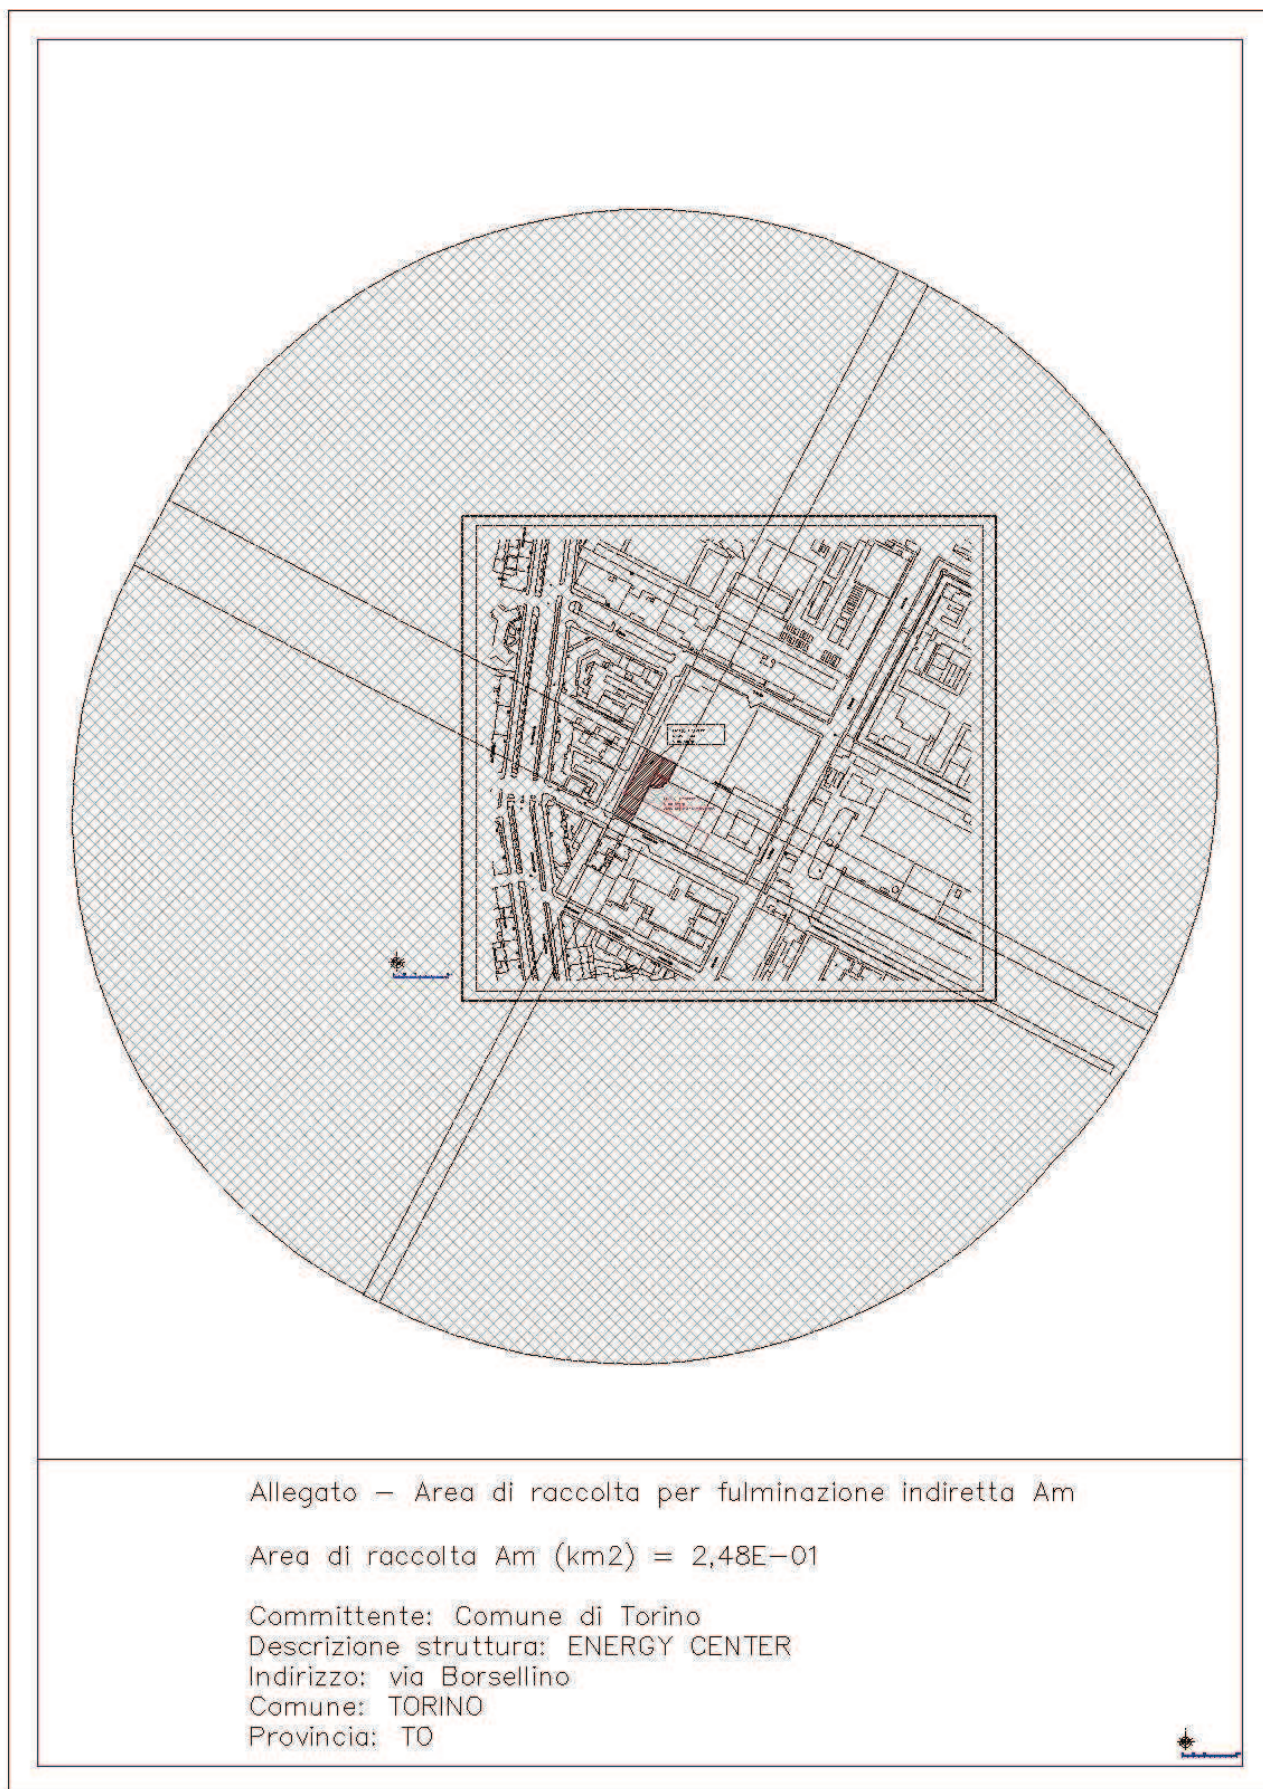 Allegato – Area di raccolta per fulminazione indiretta Am
Area di raccolta Am (km2) = 2,48E–01
Committente: Comune di Torino
Descrizione struttura: ENERGY CENTER
Indirizzo: via Borsellino
Comune: TORINO
Provincia: TO